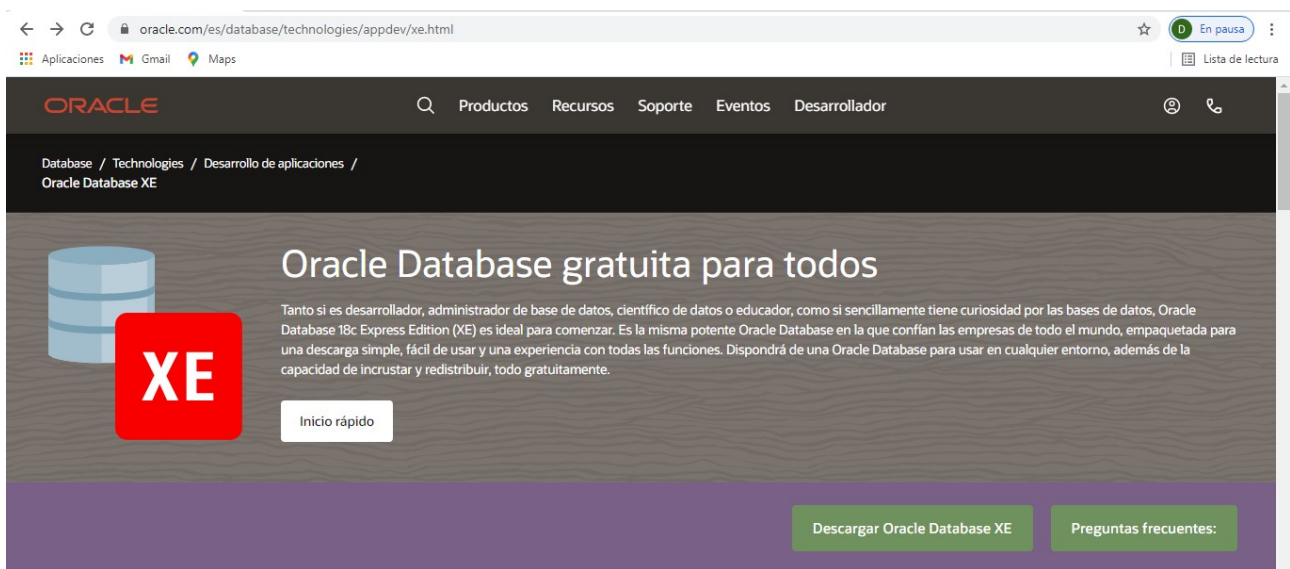 oracle.com/es/database/technologies/appdev/xe.html
D En pausa
Aplicaciones Gmail Maps
Lista de lectura
ORACLE
Productos Recursos Soporte Eventos Desarrollador
Database / Technologies / Desarrollo de aplicaciones /
Oracle Database XE
XE
Oracle Database gratuita para todos
Tanto si es desarrollador, administrador de base de datos, científico de datos o educador, como si sencillamente tiene curiosidad por las bases de datos, Oracle
Database 18c Express Edition (XE) es ideal para comenzar. Es la misma potente Oracle Database en la que confían las empresas de todo el mundo, empaquetada para
una descarga simple, fácil de usar y una experiencia con todas las funciones. Dispondrá de una Oracle Database para usar en cualquier entorno, además de la
capacidad de incrustar y redistribuir, todo gratuitamente.
Inicio rápido
Descargar Oracle Database XE
Preguntas frecuentes: